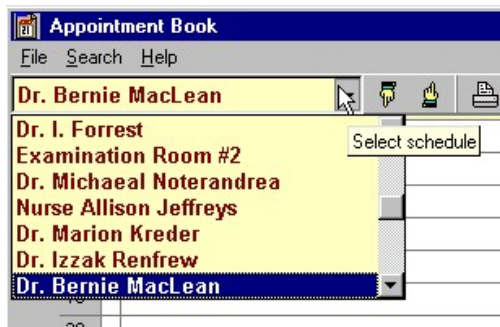 Appointment Book
File Search Help
Dr. Bernie MacLean
Select schedule
Dr. I. Forrest
Examination Room #2
Dr. Michaeal Noterandrea
Nurse Allison Jeffreys
Dr. Marion Kreder
Dr. Izzak Renfrew
Dr. Bernie MacLean